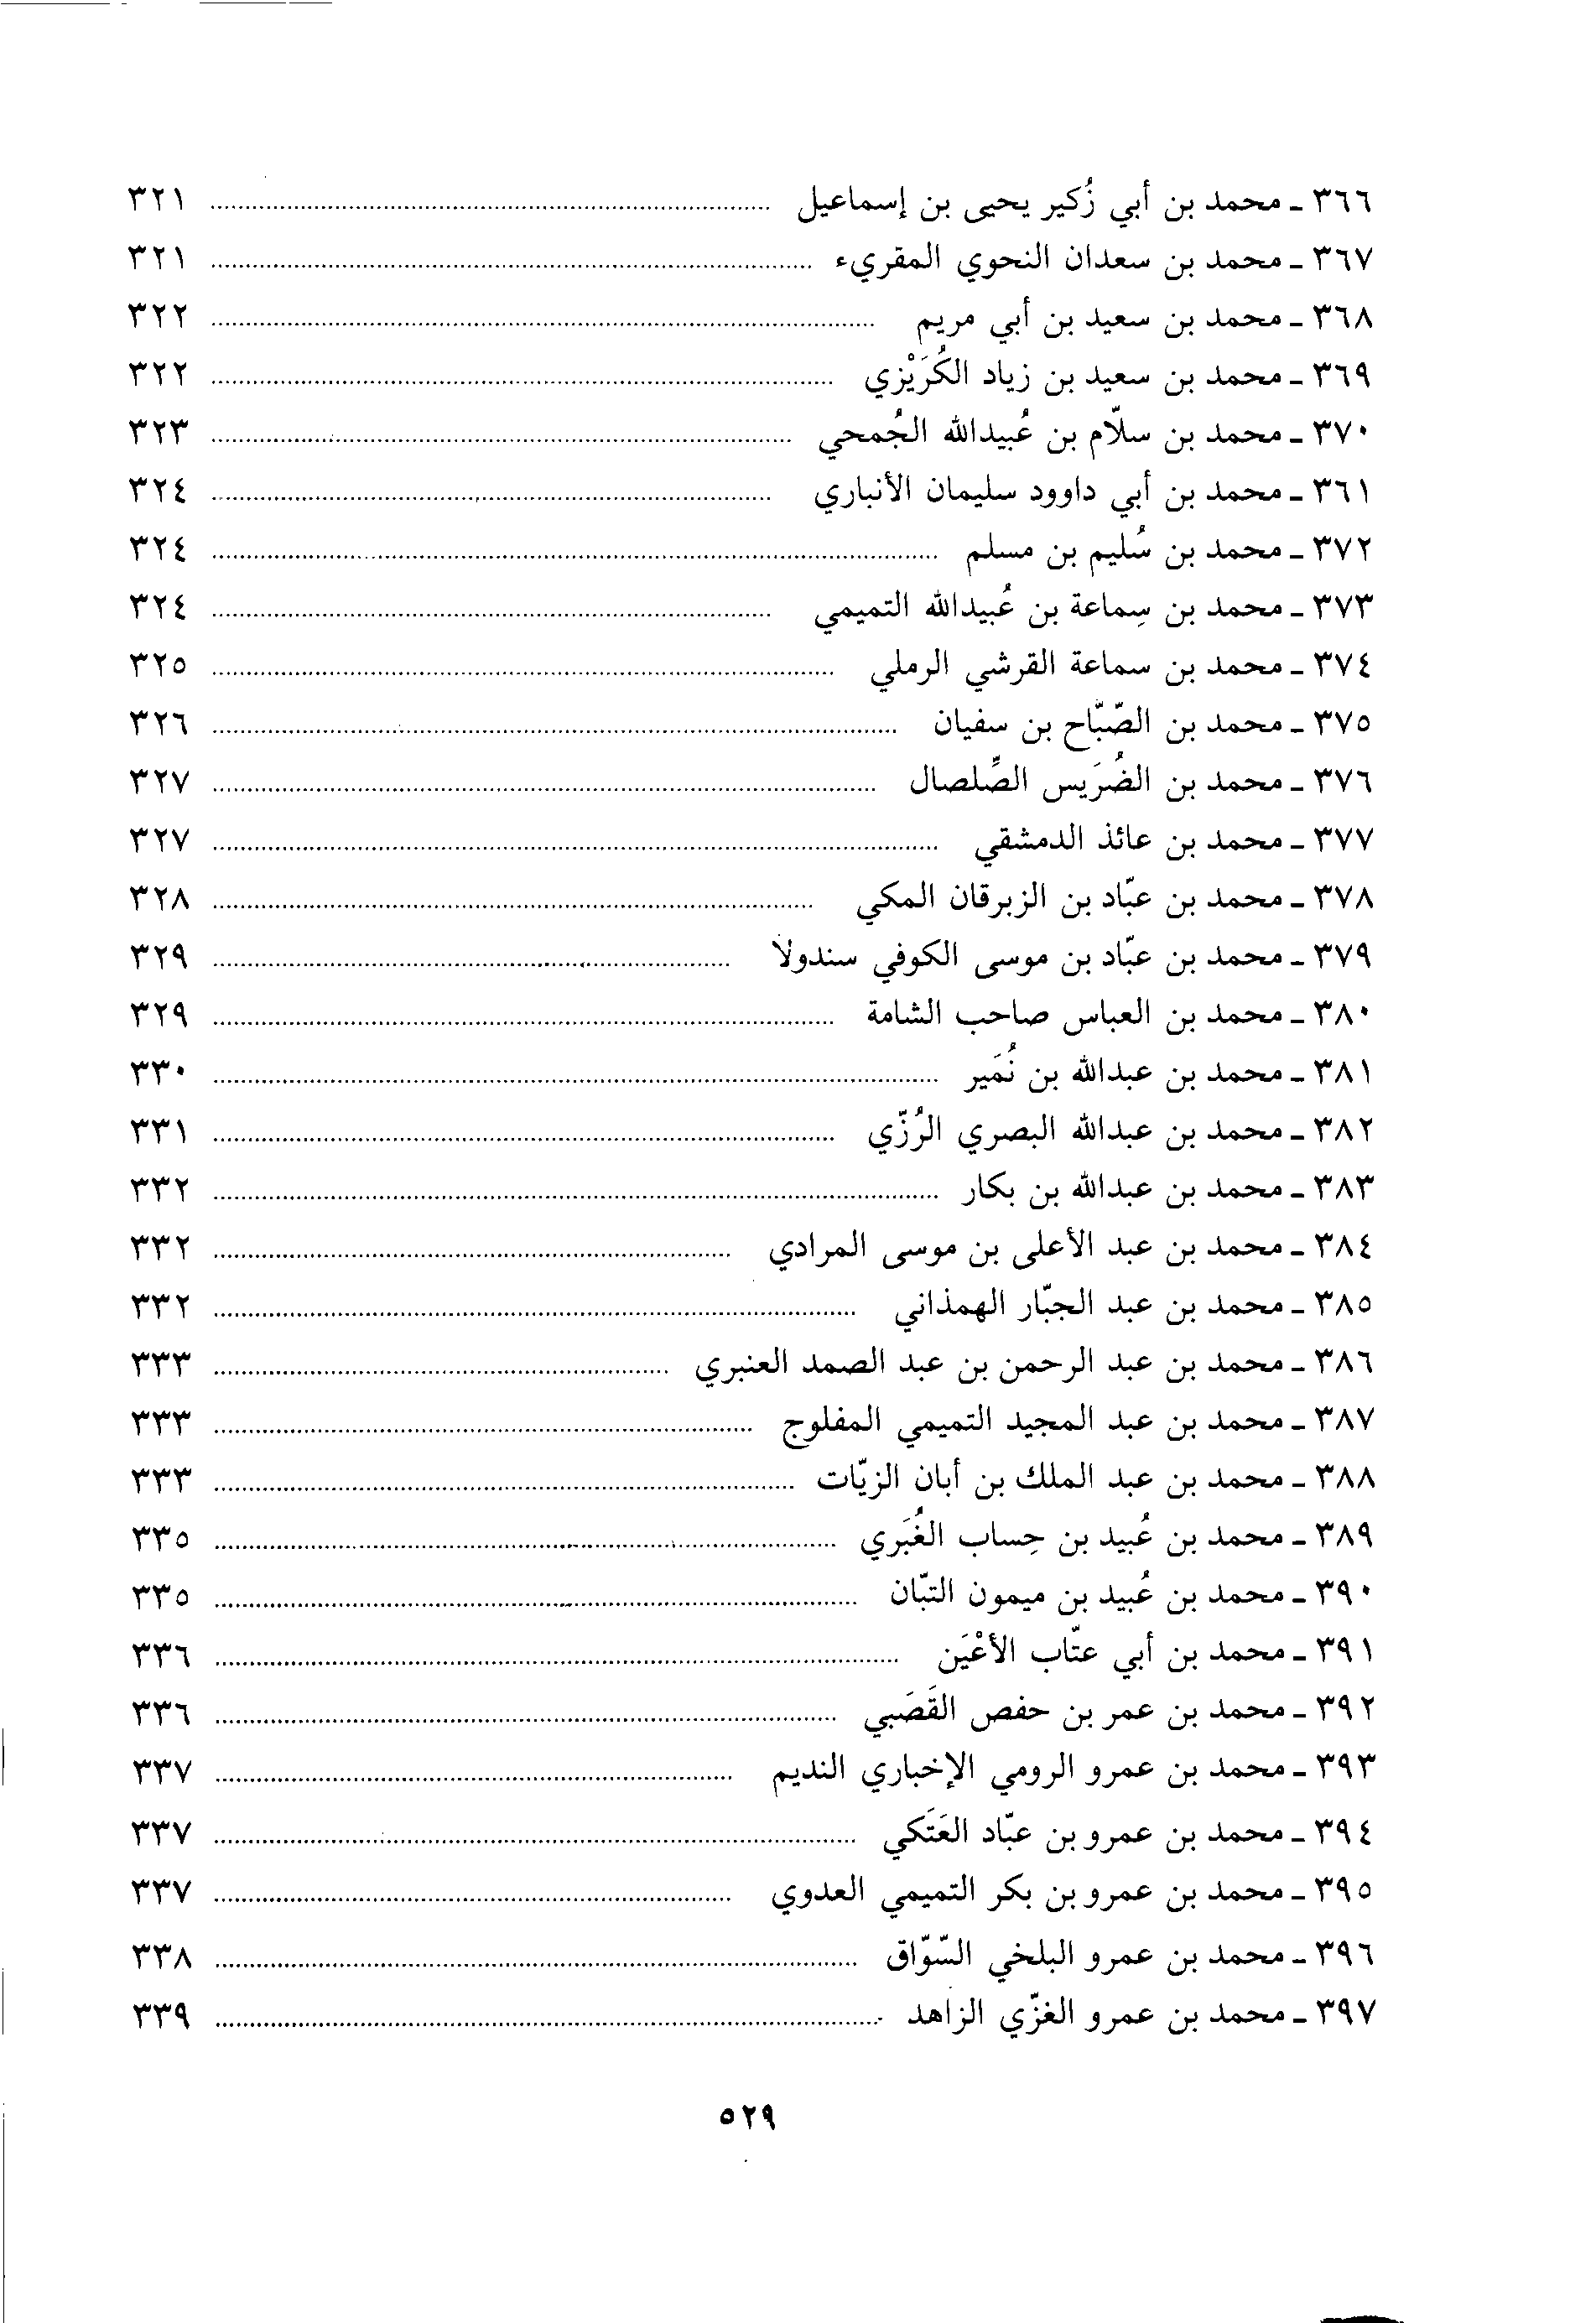 ٣٦٦ ـ محمد بن أبي زُكير يحيى بن إسماعيل ........ ٣٢١
٣٦٧ ـ محمد بن سعدان النحوي المقريء ........ ٣٢١
٣٦٨ ـ محمد بن سعيد بن أبي مريم ........ ٣٢٢
٣٦٩ ـ محمد بن سعيد بن زياد الكُرَيْزي ........ ٣٢٢
٣٧٠ ـ محمد بن سلّام بن عُبيدالله الجُمحي ........ ٣٢٣
٣٦١ ـ محمد بن أبي داوود سليمان الأنباري ........ ٣٢٤
٣٧٢ ـ محمد بن سُليم بن مسلم ........ ٣٢٤
٣٧٣ ـ محمد بن سِماعة بن عُبيدالله التميمي ........ ٣٢٤
٣٧٤ ـ محمد بن سماعة القرشي الرملي ........ ٣٢٥
٣٧٥ ـ محمد بن الصّبّاح بن سفيان ........ ٣٢٦
٣٧٦ ـ محمد بن الضُرَيس الصِّلصال ........ ٣٢٧
٣٧٧ ـ محمد بن عائذ الدمشقي ........ ٣٢٧
٣٧٨ ـ محمد بن عبّاد بن الزبرقان المكي ........ ٣٢٨
٣٧٩ ـ محمد بن عبّاد بن موسى الكوفي سندولا ........ ٣٢٩
٣٨٠ ـ محمد بن العباس صاحب الشامة ........ ٣٢٩
٣٨١ ـ محمد بن عبدالله بن نُمَير ........ ٣٣٠
٣٨٢ ـ محمد بن عبدالله البصري الرُزّي ........ ٣٣١
٣٨٣ ـ محمد بن عبدالله بن بكار ........ ٣٣٢
٣٨٤ ـ محمد بن عبد الأعلى بن موسى المرادي ........ ٣٣٢
٣٨٥ ـ محمد بن عبد الجبّار الهمذاني ........ ٣٣٢
٣٨٦ ـ محمد بن عبد الرحمن بن عبد الصمد العنبري ........ ٣٣٣
٣٨٧ ـ محمد بن عبد المجيد التميمي المفلوج ........ ٣٣٣
٣٨٨ ـ محمد بن عبد الملك بن أبان الزيّات ........ ٣٣٣
٣٨٩ ـ محمد بن عُبيد بن حِساب الغُبَري ........ ٣٣٥
٣٩٠ ـ محمد بن عُبيد بن ميمون التبّان ........ ٣٣٥
٣٩١ ـ محمد بن أبي عتّاب الأعْيَن ........ ٣٣٦
٣٩٢ ـ محمد بن عمر بن حفص القَصَبي ........ ٣٣٦
٣٩٣ ـ محمد بن عمرو الرومي الإخباري النديم ........ ٣٣٧
٣٩٤ ـ محمد بن عمرو بن عبّاد العَتَكي ........ ٣٣٧
٣٩٥ ـ محمد بن عمرو بن بكر التميمي العدوي ........ ٣٣٧
٣٩٦ ـ محمد بن عمرو البلخي السّوّاق ........ ٣٣٨
٣٩٧ ـ محمد بن عمرو الغزّي الزاهد ........ ٣٣٩
٥٢٩